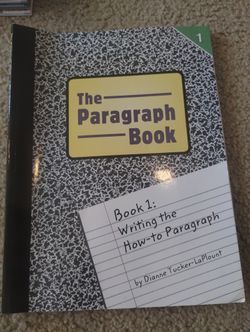 1
The
Paragraph
Book
Book 1:
Writing the
How-to Paragraph
by Dianne Tucker-LaPlount